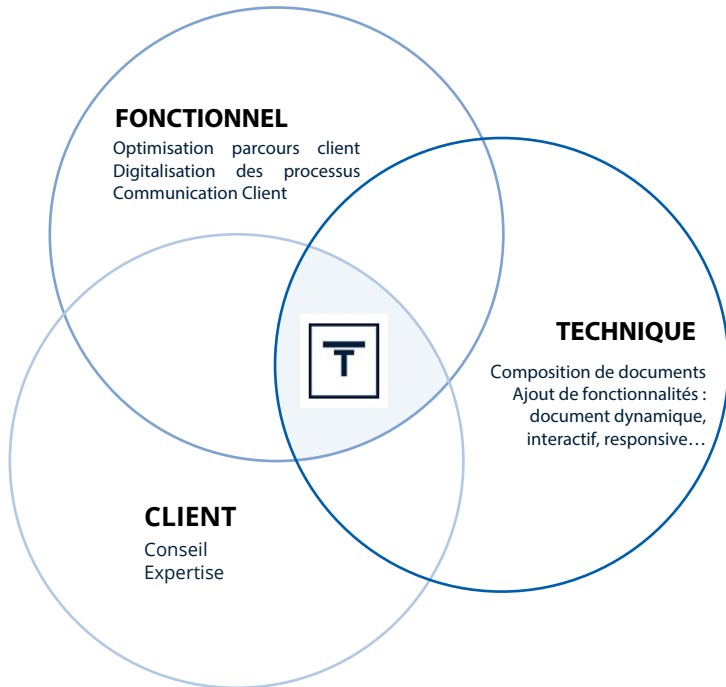 FONCTIONNEL
Optimisation parcours client
Digitalisation des processus
Communication Client
TECHNIQUE
Composition de documents
Ajout de fonctionnalités :
document dynamique,
interactif, responsive…
T
CLIENT
Conseil
Expertise